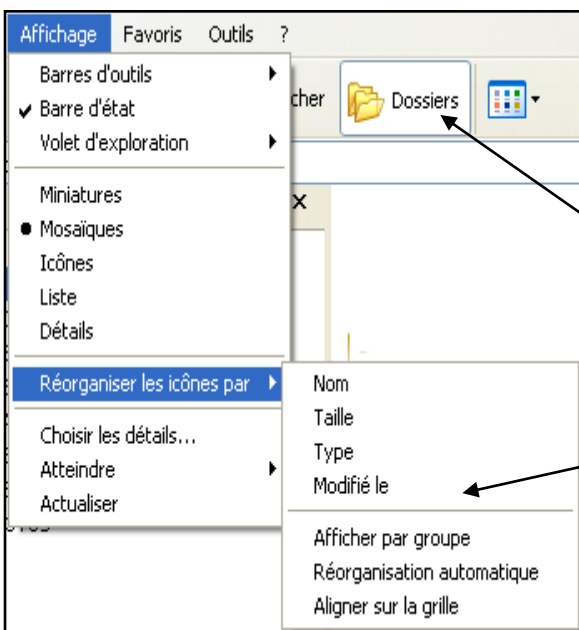 Affichage Favoris Outils ?
cher Dossiers
Barres d'outils
Barre d'état
Volet d'exploration
Miniatures
Mosaïques
Icônes
Liste
Détails
Réorganiser les icônes par
Choisir les détails...
Atteindre
Actualiser
Nom
Taille
Type
Modifié le
Afficher par groupe
Réorganisation automatique
Aligner sur la grille